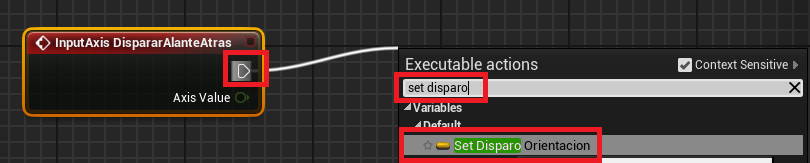 InputAxis DispararAlanteAtras
Axis Value
Executable actions
Context Sensitive
set disparo
Variables
Default
Set Disparo Orientacion